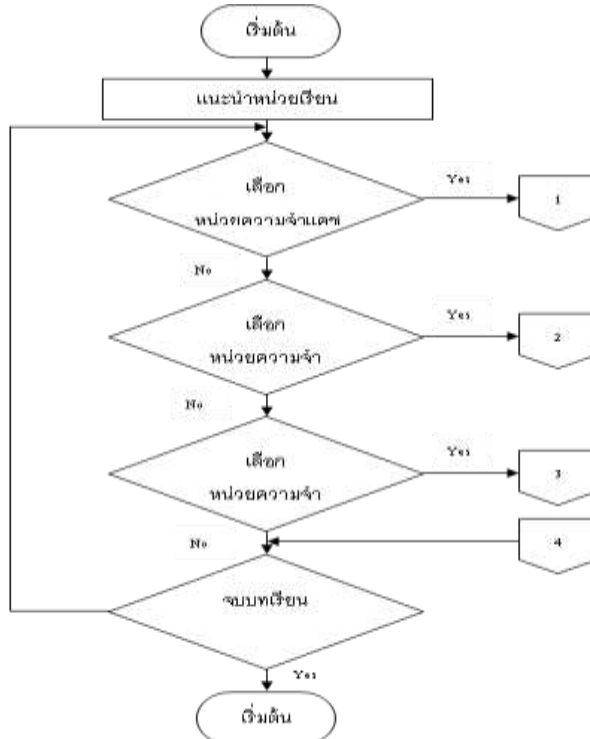 เริ่มต้น
แนะนำหน่วยเรียน
เลือก
หน่วยความจำแคช
Yes
1
No
เลือก
หน่วยความจำ
Yes
2
No
เลือก
หน่วยความจำ
Yes
3
No
4
จบบทเรียน
Yes
เริ่มต้น